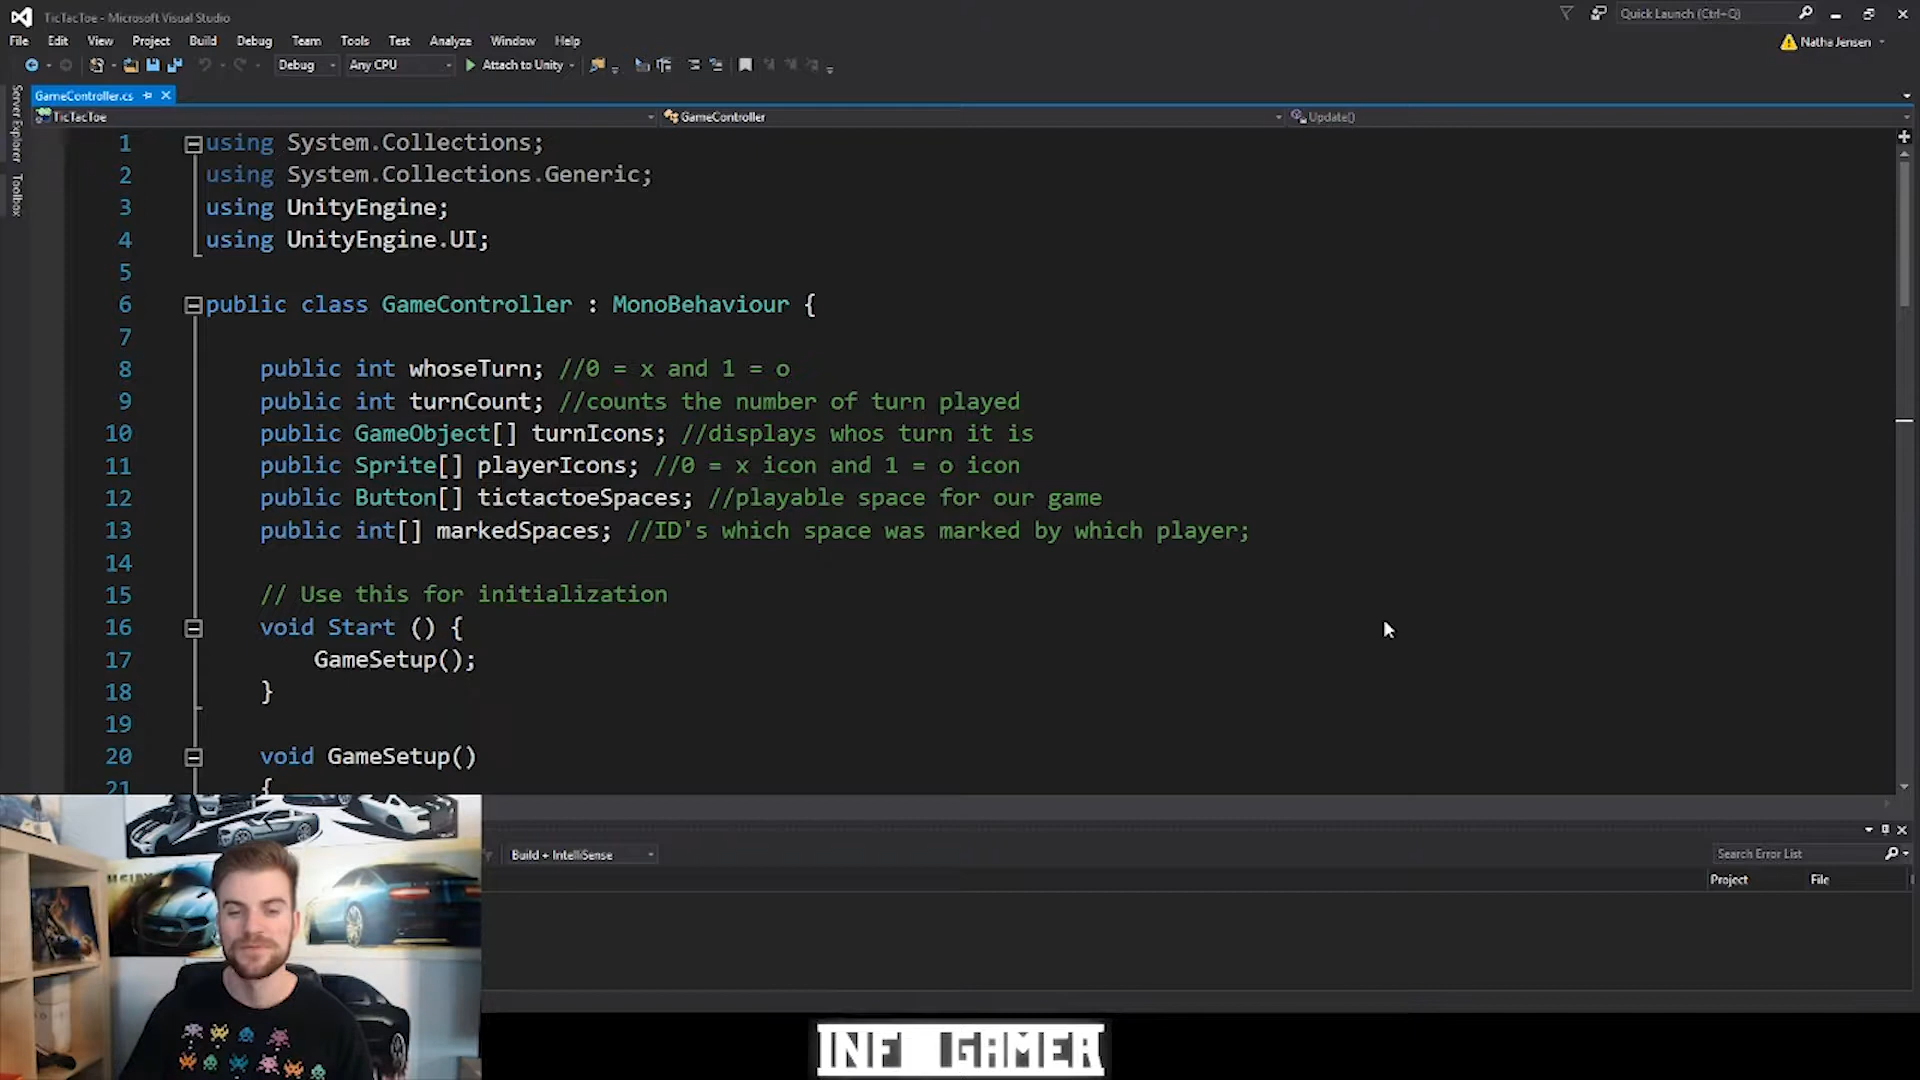 TicTacToe - Microsoft Visual Studio
Quick Launch (Ctrl+Q)
File Edit View Project Build Debug Team Tools Test Analyze Window Help
Natha Jensen
Debug Any CPU Attach to Unity
GameController.cs
TicTacToe GameController Update()
Server Explorer
Toolbox
1 using System.Collections;
2 using System.Collections.Generic;
3 using UnityEngine;
4 using UnityEngine.UI;
5
6 public class GameController : MonoBehaviour {
7
8 public int whoseTurn; //0 = x and 1 = o
9 public int turnCount; //counts the number of turn played
10 public GameObject[] turnIcons; //displays whos turn it is
11 public Sprite[] playerIcons; //0 = x icon and 1 = o icon
12 public Button[] tictactoeSpaces; //playable space for our game
13 public int[] markedSpaces; //ID's which space was marked by which player;
14
15 // Use this for initialization
16 void Start () {
17 GameSetup();
18 }
19
20 void GameSetup()
21 {
Build + IntelliSense
Search Error List
Project File
INF GAMER